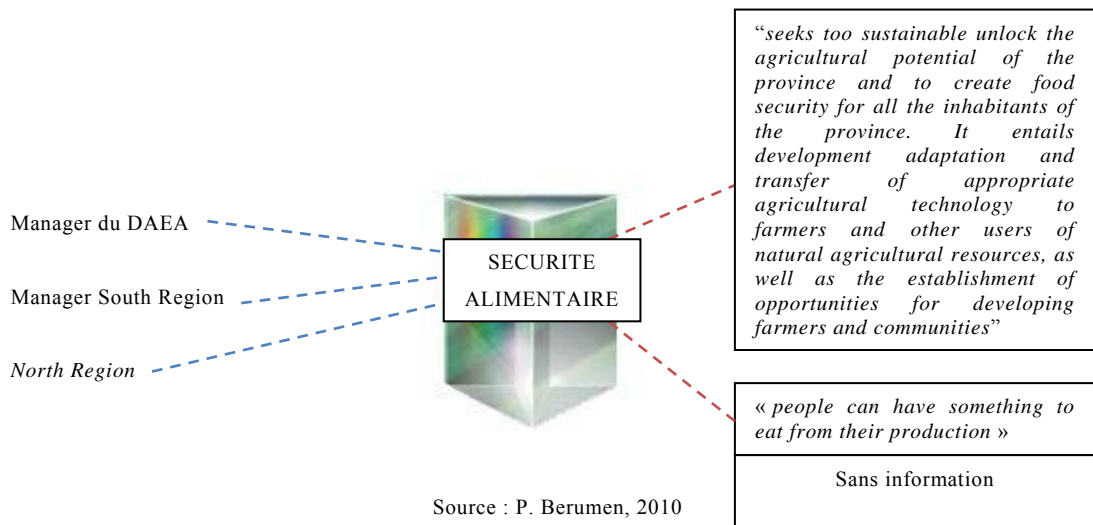 Manager du DAEA
Manager South Region
North Region
SECURITE
ALIMENTAIRE
“seeks too sustainable unlock the
agricultural potential of the
province and to create food
security for all the inhabitants of
the province. It entails
development adaptation and
transfer of appropriate
agricultural technology to
farmers and other users of
natural agricultural resources, as
well as the establishment of
opportunities for developing
farmers and communities”
« people can have something to
eat from their production »
Sans information
Source : P. Berumen, 2010